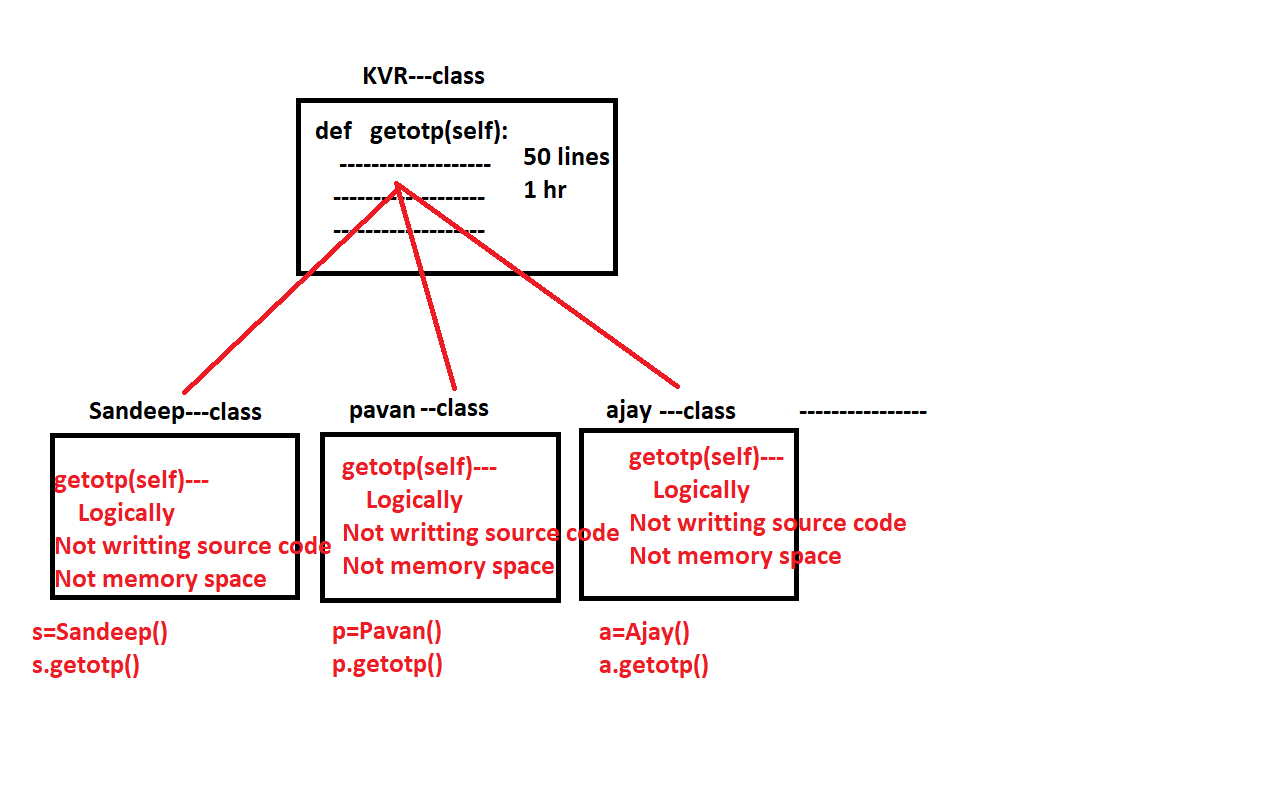 KVR---class
def getotp(self):
-------------------
50 lines
-------------------
1 hr
-------------------
Sandeep---class
pavan --class
ajay ---class
----------------
getotp(self)---
Logically
Not writting source code
Not memory space
getotp(self)---
Logically
Not writting source code
Not memory space
getotp(self)---
Logically
Not writting source code
Not memory space
s=Sandeep()
s.getotp()
p=Pavan()
p.getotp()
a=Ajay()
a.getotp()